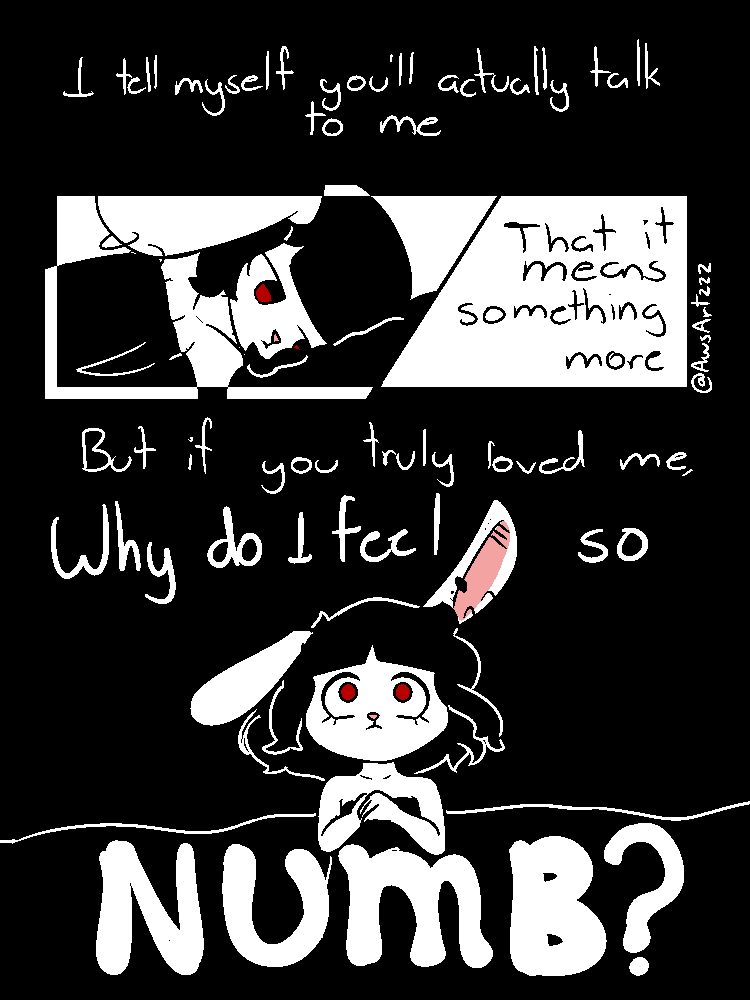 I tell myself you'll actually talk
to me
That it
means
something
more
@AwsArtzzz
But if you truly loved me,
Why do I feel so
NUMB?